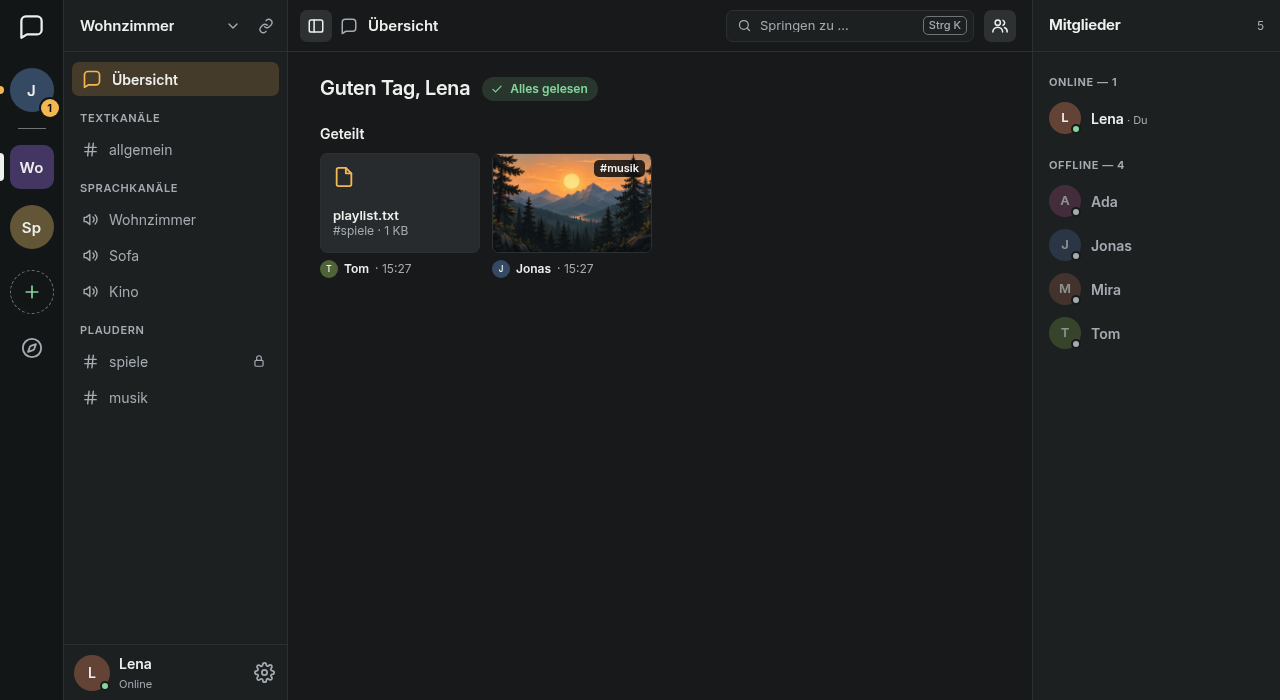 J
1
Wo
Sp
Wohnzimmer
Übersicht
TEXTKANÄLE
allgemein
SPRACHKANÄLE
Wohnzimmer
Sofa
Kino
PLAUDERN
spiele
musik
L
Lena
Online
Übersicht
Springen zu ...
Strg K
Guten Tag, Lena
Alles gelesen
Geteilt
playlist.txt
#spiele · 1 KB
T Tom · 15:27
#musik
J Jonas · 15:27
Mitglieder
5
ONLINE — 1
L Lena · Du
OFFLINE — 4
A Ada
J Jonas
M Mira
T Tom